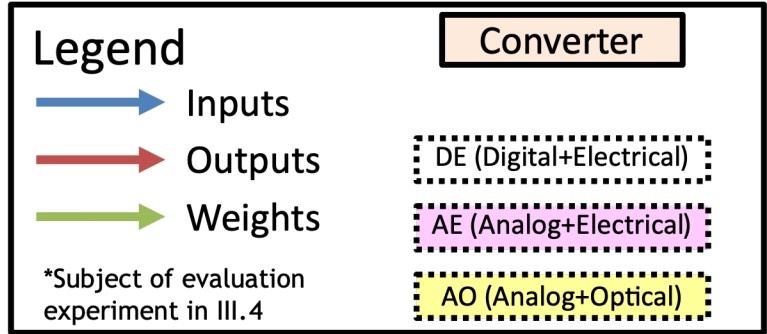 Legend
Converter
Inputs
Outputs
DE (Digital+Electrical)
Weights
AE (Analog+Electrical)
*Subject of evaluation
experiment in III.4
AO (Analog+Optical)